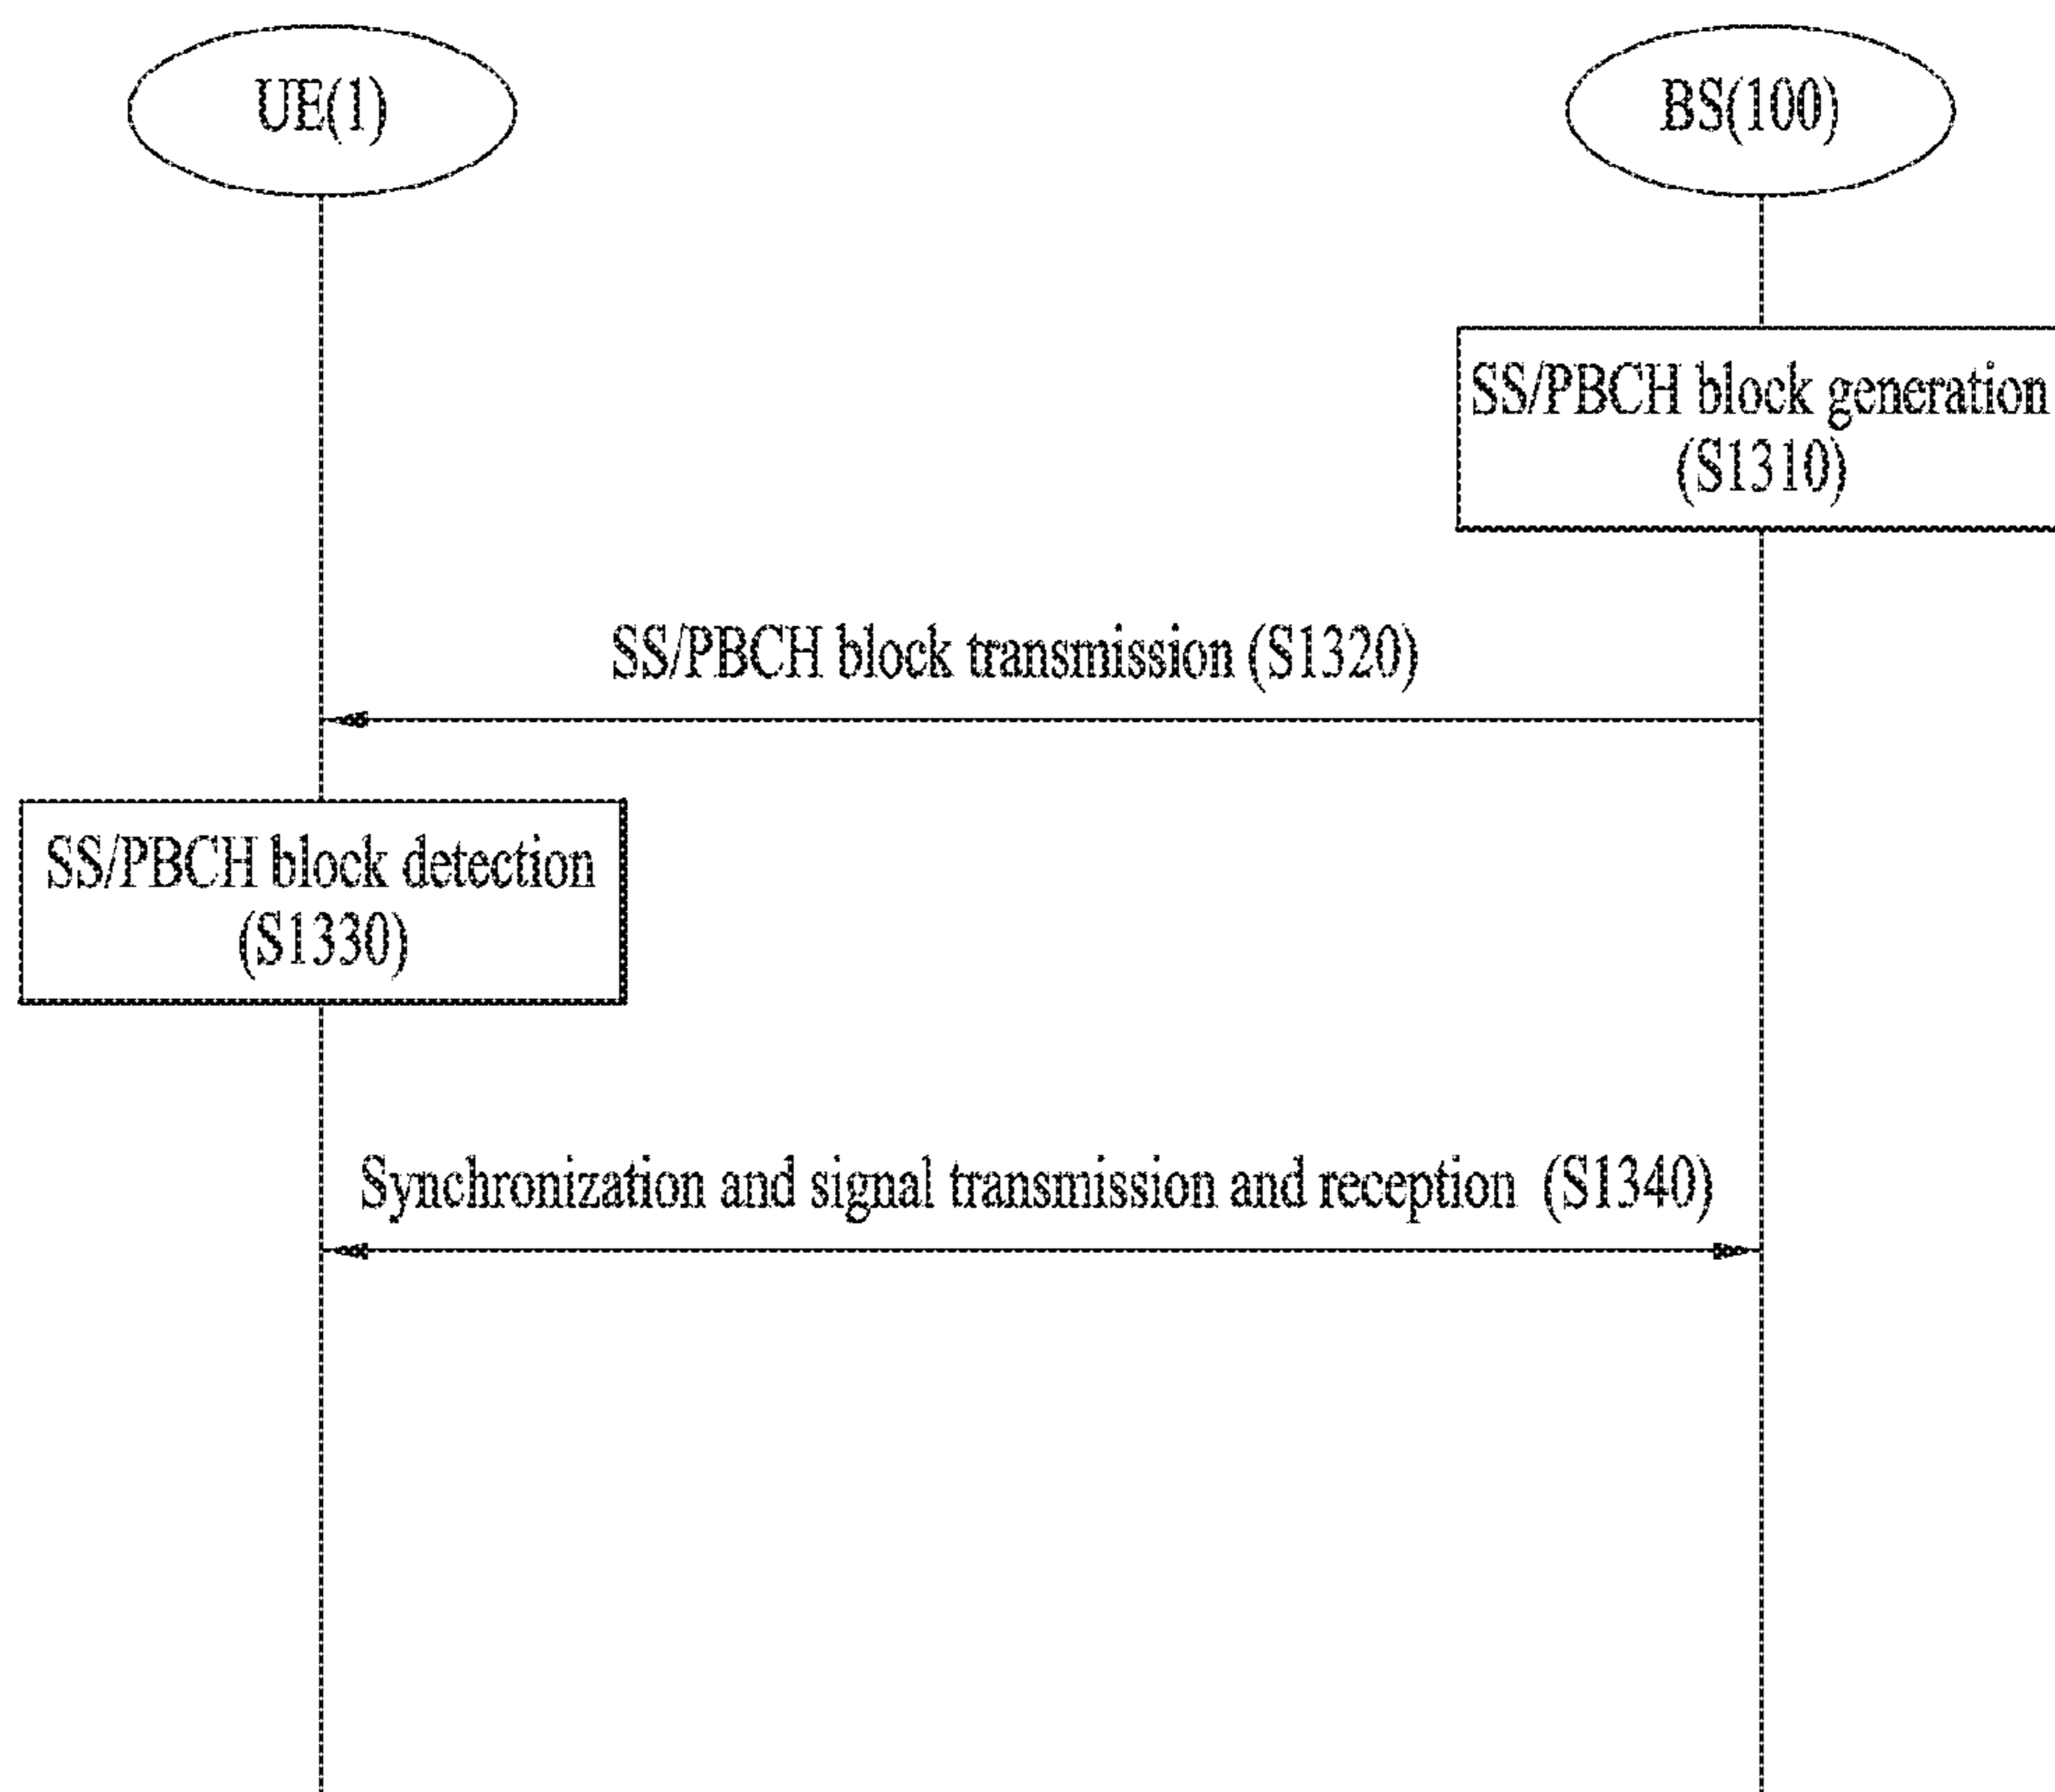 UE(1)
BS(100)
SS/PBCH block generation
(S1310)
SS/PBCH block transmission (S1320)
SS/PBCH block detection
(S1330)
Synchronization and signal transmission and reception (S1340)